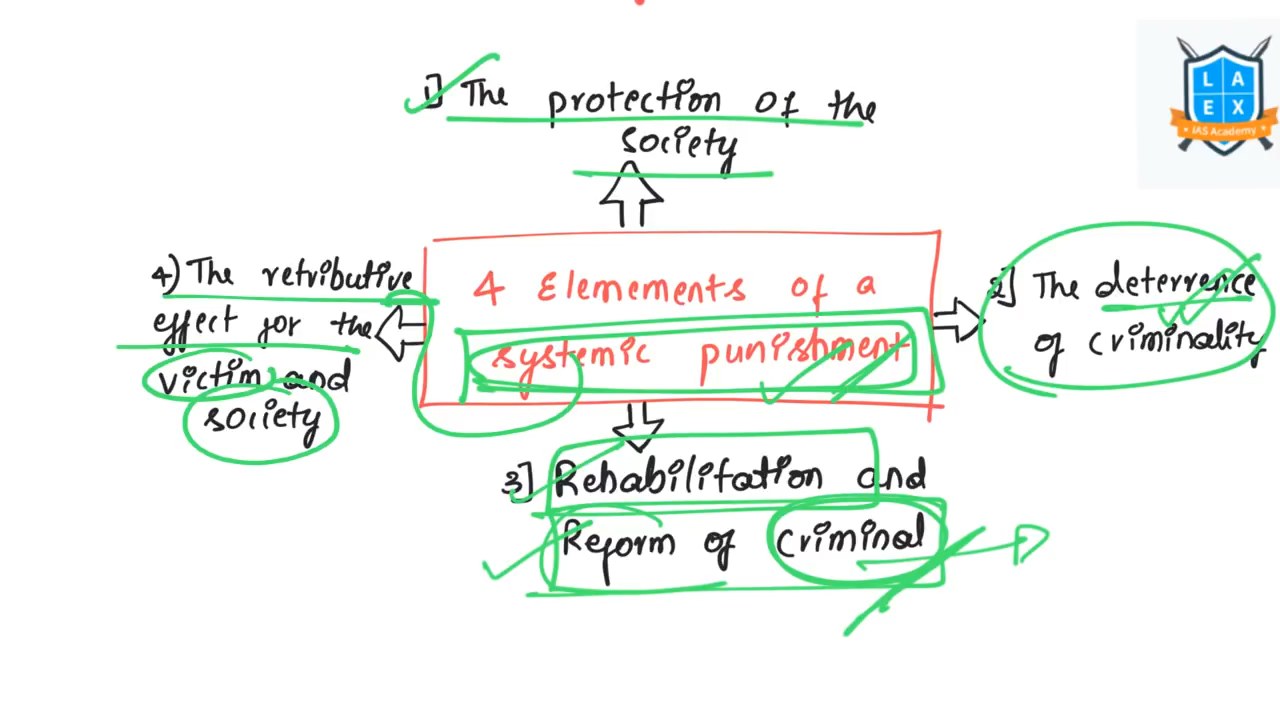 1] The protection of the
society
4 Elemements of a
systemic punishment
2] The deterrence
of criminality
3] Rehabilitation and
Reform of criminal
4) The retributive
effect for the
victim and
society
L A
E X
IAS Academy